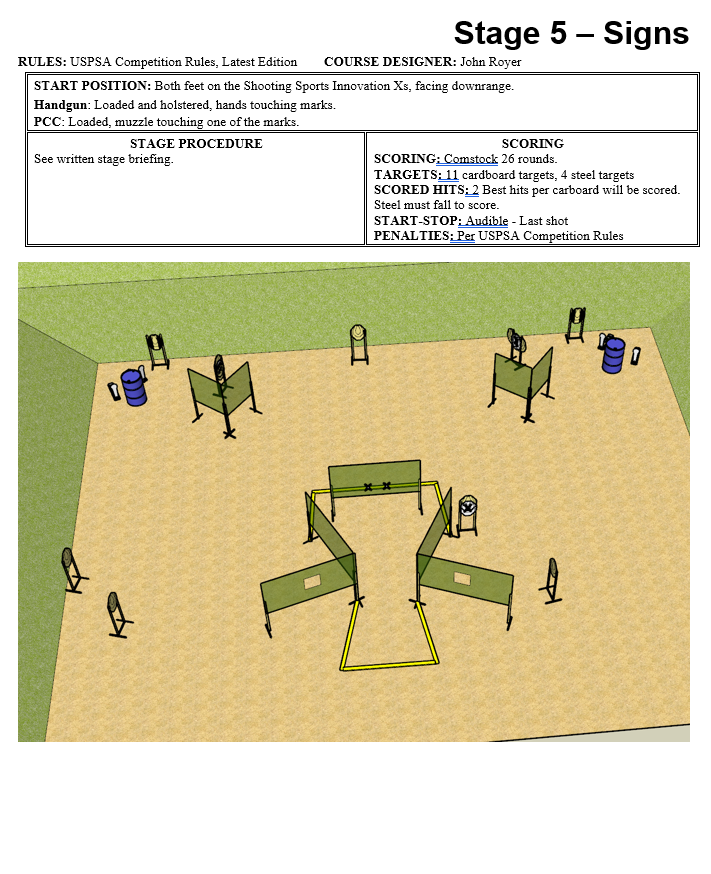 Stage 5 – Signs
RULES: USPSA Competition Rules, Latest Edition COURSE DESIGNER: John Royer
START POSITION: Both feet on the Shooting Sports Innovation Xs, facing downrange.
Handgun: Loaded and holstered, hands touching marks.
PCC: Loaded, muzzle touching one of the marks.
STAGE PROCEDURE
See written stage briefing.
SCORING
SCORING: Comstock 26 rounds.
TARGETS: 11 cardboard targets, 4 steel targets
SCORED HITS: 2 Best hits per carboard will be scored.
Steel must fall to score.
START-STOP: Audible - Last shot
PENALTIES: Per USPSA Competition Rules